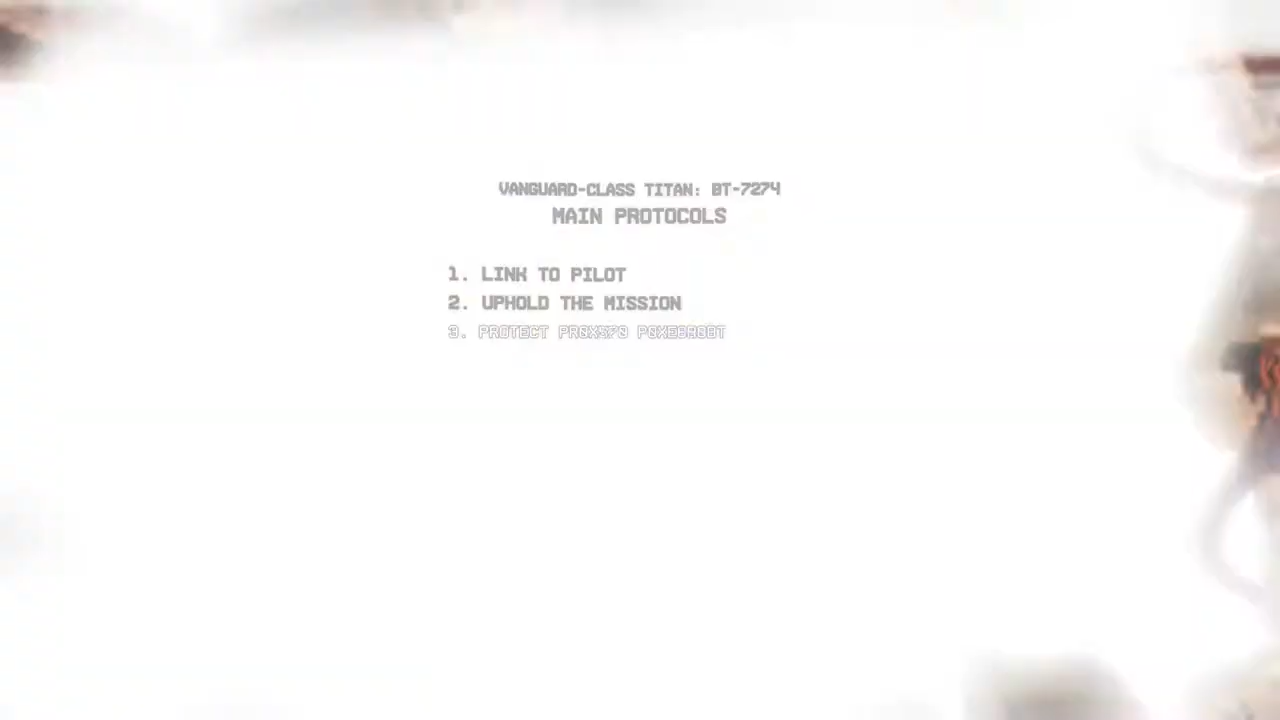 VANGUARD-CLASS TITAN: BT-7274
MAIN PROTOCOLS
1. LINK TO PILOT
2. UPHOLD THE MISSION
3. PROTECT